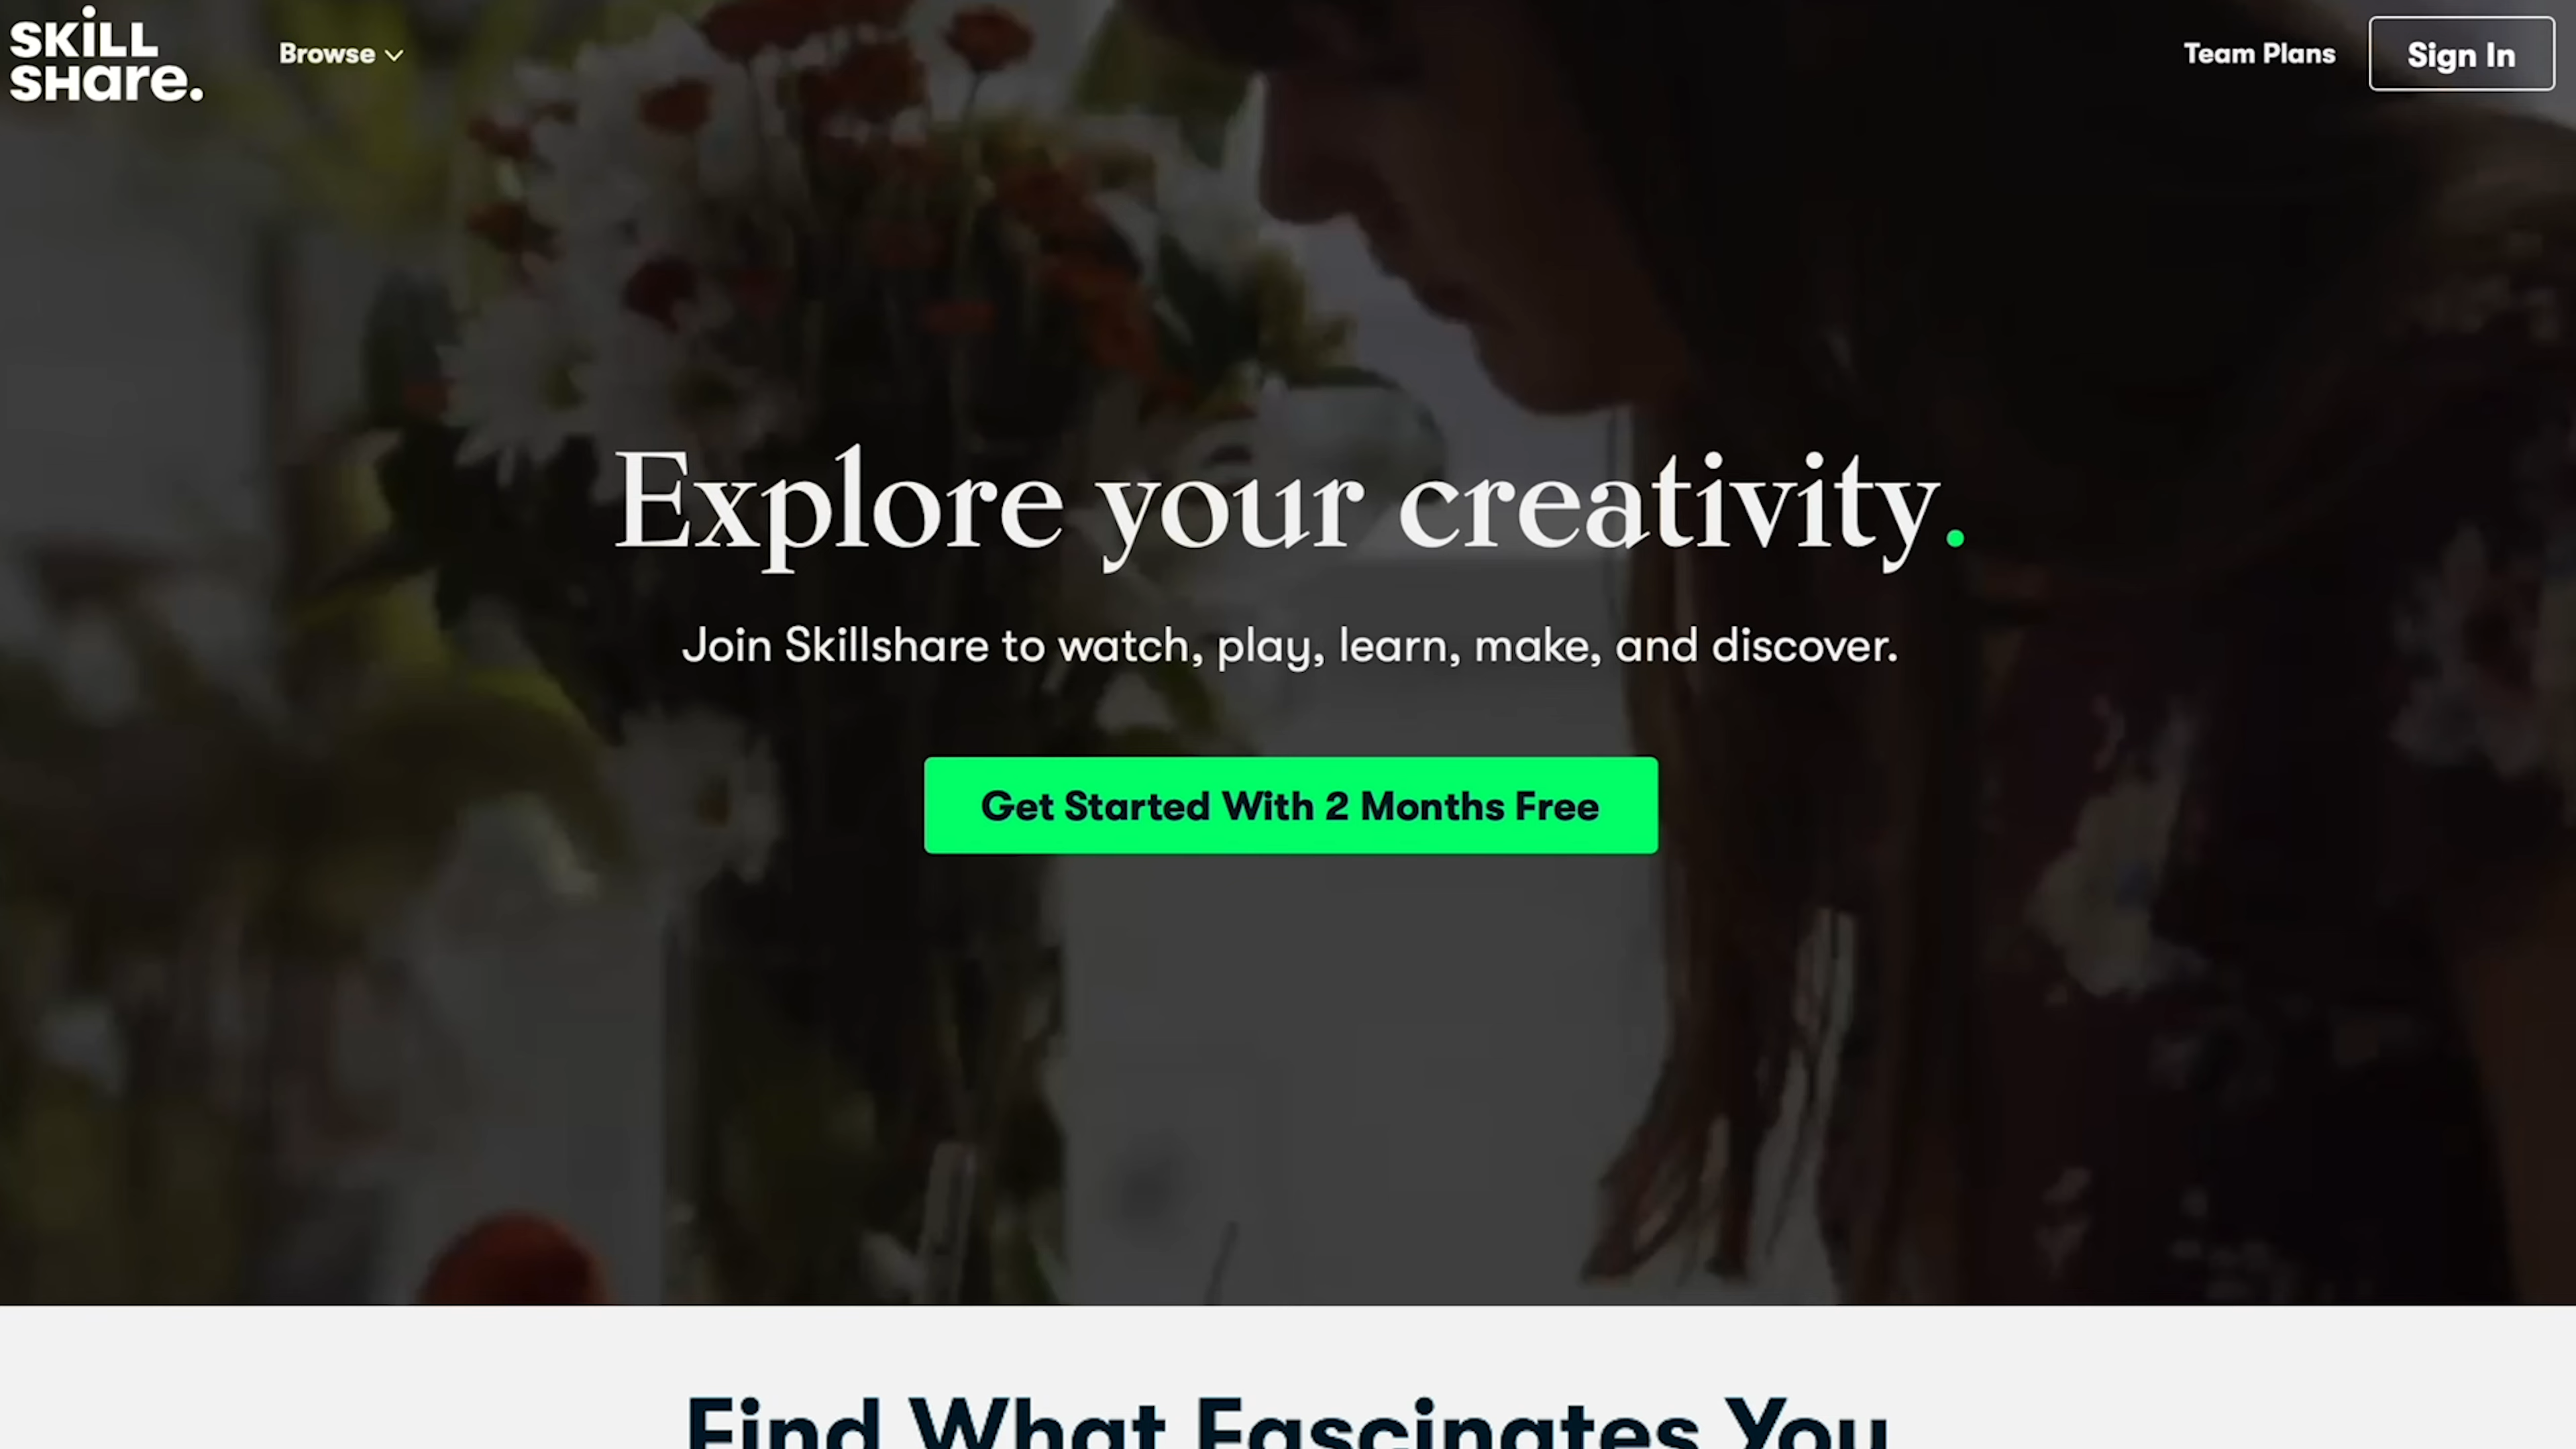 SKiLL
SHare.
Browse
Team Plans
Sign In
Explore your creativity.
Join Skillshare to watch, play, learn, make, and discover.
Get Started With 2 Months Free
Find What Fascinates You